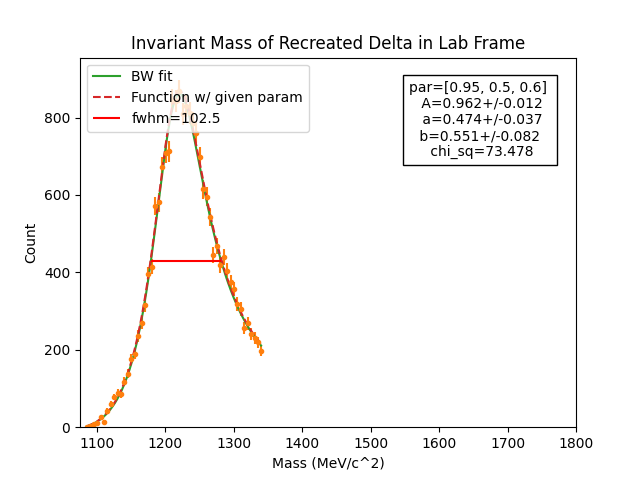 Invariant Mass of Recreated Delta in Lab Frame
BW fit
Function w/ given param
fwhm=102.5
par=[0.95, 0.5, 0.6]
A=0.962+/-0.012
a=0.474+/-0.037
b=0.551+/-0.082
chi_sq=73.478
Count
800
600
400
200
0
1100 1200 1300 1400 1500 1600 1700 1800
Mass (MeV/c^2)